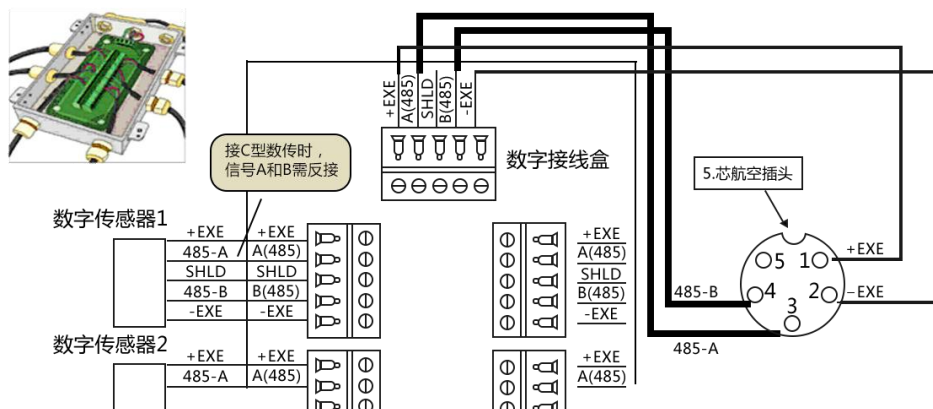 +EXE
A(485)
SHLD
B(485)
-EXE
数字接线盒
接C型数传时，
信号A和B需反接
5.芯航空插头
数字传感器1
+EXE +EXE
485-A A(485)
SHLD SHLD
485-B B(485)
-EXE -EXE
+EXE
A(485)
SHLD
B(485)
-EXE
5 1
4 2
3
+EXE
-EXE
485-B
485-A
数字传感器2
+EXE +EXE
485-A A(485)
+EXE
A(485)